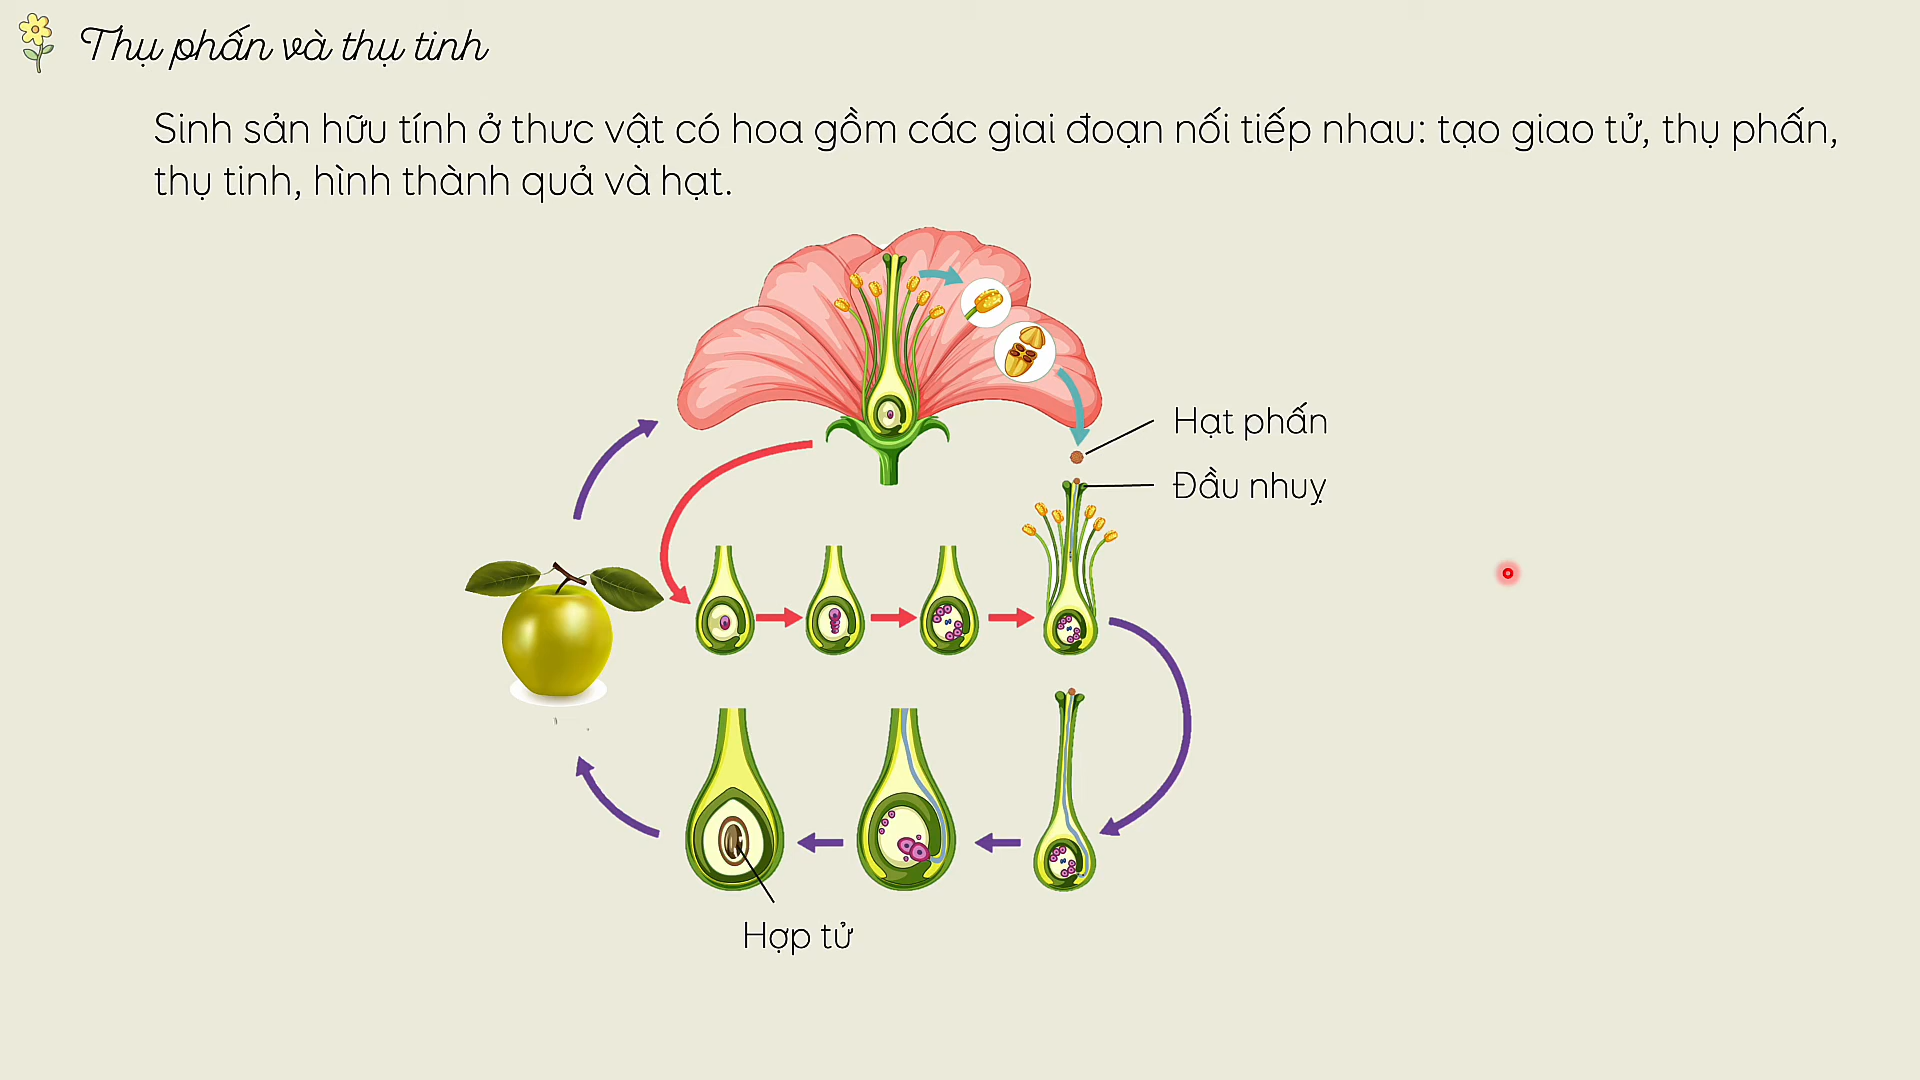 Thụ phấn và thụ tinh
Sinh sản hữu tính ở thưc vật có hoa gồm các giai đoạn nối tiếp nhau: tạo giao tử, thụ phấn,
thụ tinh, hình thành quả và hạt.
Hạt phấn
Đầu nhuỵ
Hợp tử